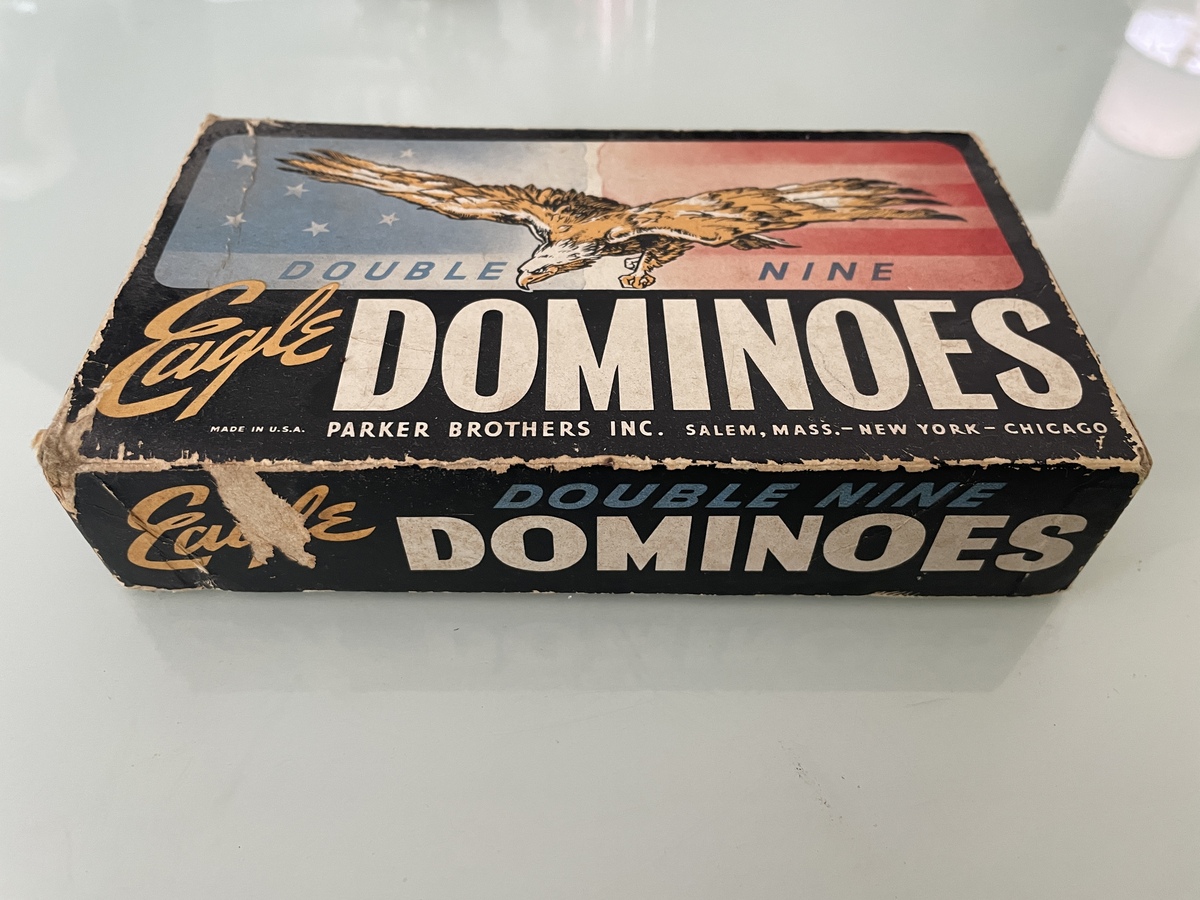 DOUBLE NINE
Eagle DOMINOES
MADE IN U.S.A. PARKER BROTHERS INC. SALEM, MASS.— NEW YORK — CHICAGO
DOUBLE NINE
Eagle DOMINOES